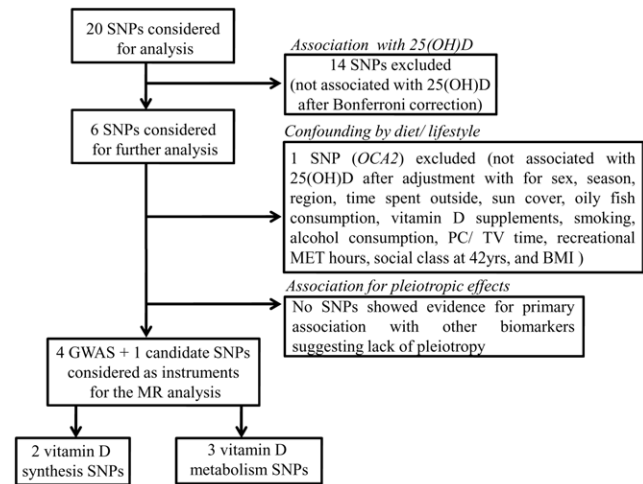 20 SNPs considered
for analysis
Association with 25(OH)D
14 SNPs excluded
(not associated with 25(OH)D
after Bonferroni correction)
6 SNPs considered
for further analysis
Confounding by diet/ lifestyle
1 SNP (OCA2) excluded (not associated with
25(OH)D after adjustment with for sex, season,
region, time spent outside, sun cover, oily fish
consumption, vitamin D supplements, smoking,
alcohol consumption, PC/ TV time, recreational
MET hours, social class at 42yrs, and BMI )
Association for pleiotropic effects
No SNPs showed evidence for primary
association with other biomarkers
suggesting lack of pleiotropy
4 GWAS + 1 candidate SNPs
considered as instruments
for the MR analysis
2 vitamin D
synthesis SNPs
3 vitamin D
metabolism SNPs